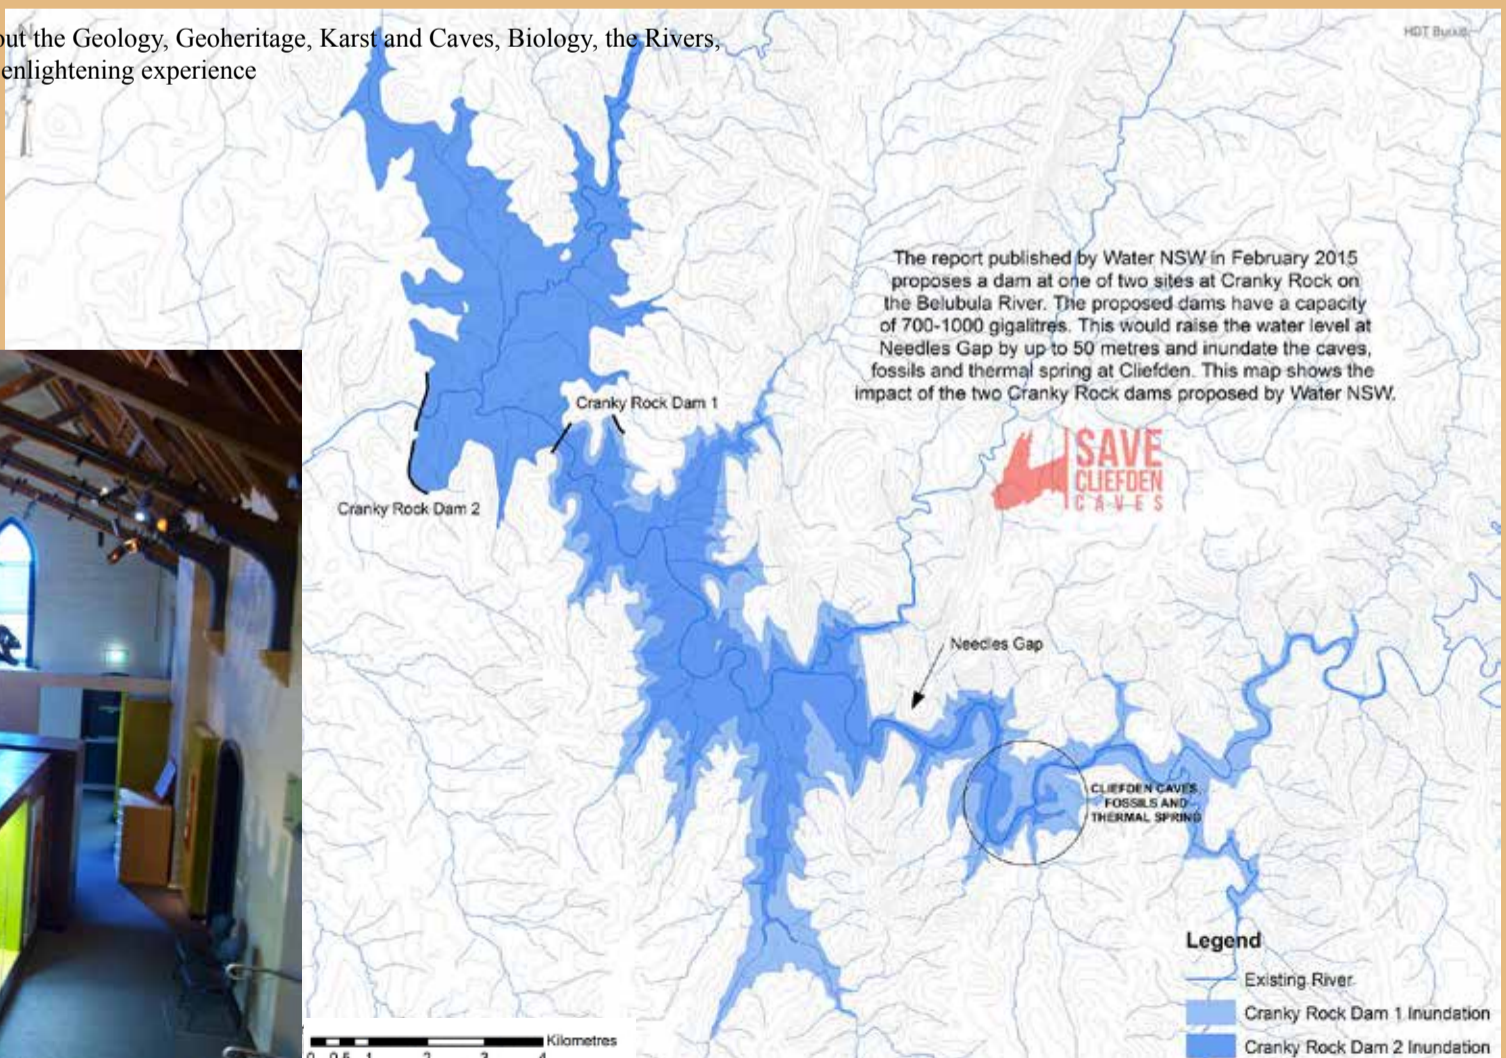 out the Geology, Geoheritage, Karst and Caves, Biology, the Rivers,
enlightening experience
The report published by Water NSW in February 2015
proposes a dam at one of two sites at Cranky Rock on
the Belubula River. The proposed dams have a capacity
of 700-1000 gigalitres. This would raise the water level at
Needles Gap by up to 50 metres and inundate the caves,
fossils and thermal spring at Cliefden. This map shows the
impact of the two Cranky Rock dams proposed by Water NSW.
Cranky Rock Dam 1
SAVE
CLIEFDEN
CAVES
Cranky Rock Dam 2
Needles Gap
CLIEFDEN CAVES,
FOSSILS AND
THERMAL SPRING
Legend
Existing River
Cranky Rock Dam 1 Inundation
Cranky Rock Dam 2 Inundation
Kilometres
0 0.5 1 2 3 4